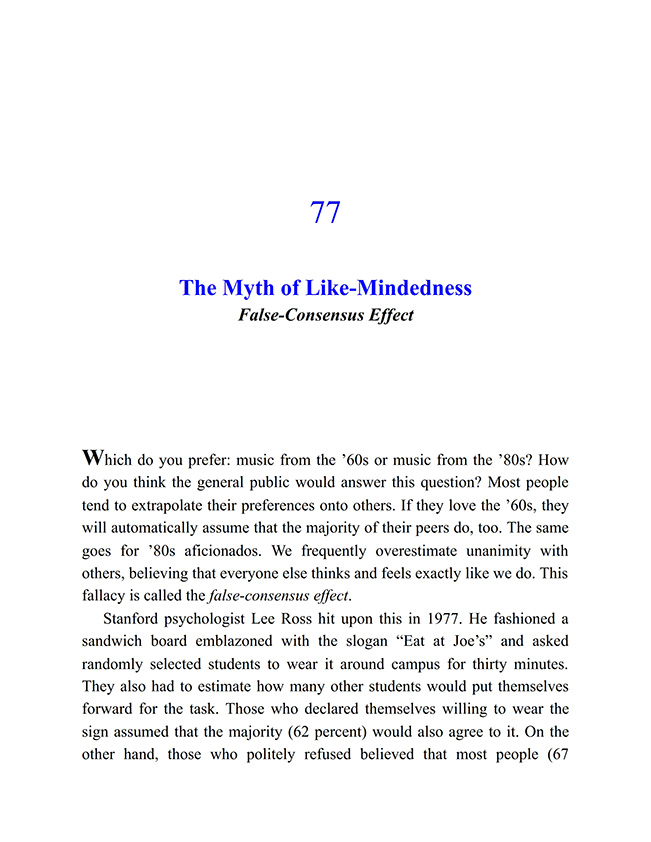 77
The Myth of Like-Mindedness
False-Consensus Effect
Which do you prefer: music from the ’60s or music from the ’80s? How
do you think the general public would answer this question? Most people
tend to extrapolate their preferences onto others. If they love the ’60s, they
will automatically assume that the majority of their peers do, too. The same
goes for ’80s aficionados. We frequently overestimate unanimity with
others, believing that everyone else thinks and feels exactly like we do. This
fallacy is called the false-consensus effect.
Stanford psychologist Lee Ross hit upon this in 1977. He fashioned a
sandwich board emblazoned with the slogan “Eat at Joe’s” and asked
randomly selected students to wear it around campus for thirty minutes.
They also had to estimate how many other students would put themselves
forward for the task. Those who declared themselves willing to wear the
sign assumed that the majority (62 percent) would also agree to it. On the
other hand, those who politely refused believed that most people (67